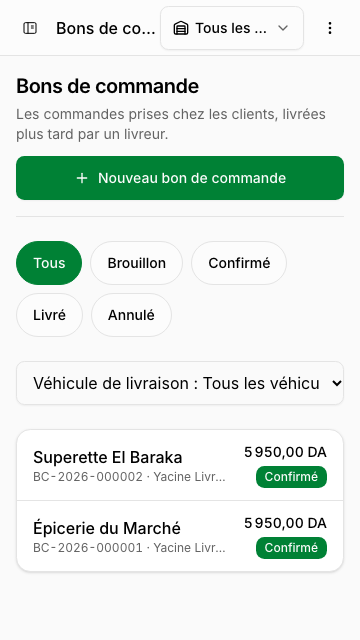 Bons de co...
Tous les ...
Bons de commande
Les commandes prises chez les clients, livrées
plus tard par un livreur.
+ Nouveau bon de commande
Tous
Brouillon
Confirmé
Livré
Annulé
Véhicule de livraison : Tous les véhicu
Superette El Baraka
5 950,00 DA
BC-2026-000002 · Yacine Livr...
Confirmé
Épicerie du Marché
5 950,00 DA
BC-2026-000001 · Yacine Livr...
Confirmé